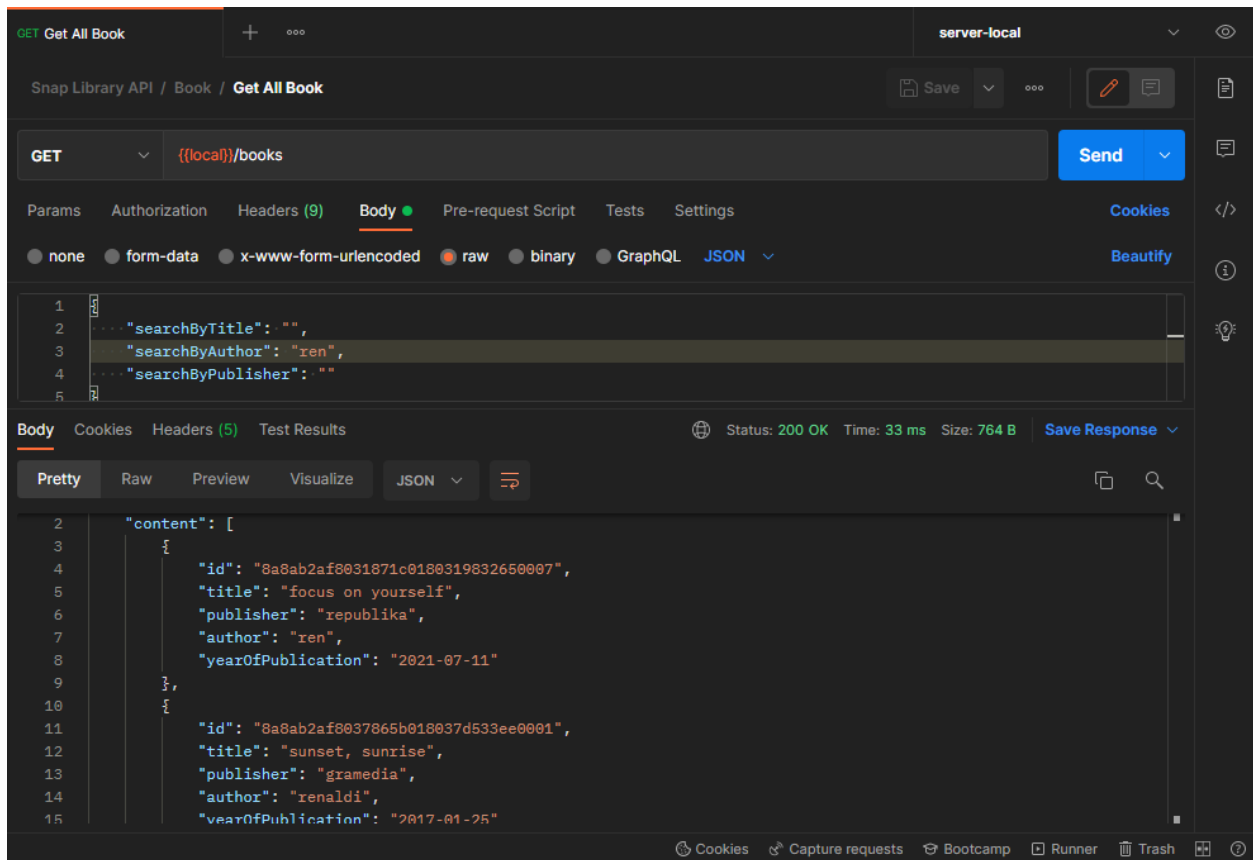 GET Get All Book
server-local
Snap Library API / Book / Get All Book
Save
GET {{local}}/books
Send
Params Authorization Headers (9) Body Pre-request Script Tests Settings Cookies
none form-data x-www-form-urlencoded raw binary GraphQL JSON Beautify
1 {
2 "searchByTitle": "",
3 "searchByAuthor": "ren",
4 "searchByPublisher": ""
5 }
Body Cookies Headers (5) Test Results Status: 200 OK Time: 33 ms Size: 764 B Save Response
Pretty Raw Preview Visualize JSON
2 "content": [
3 {
4 "id": "8a8ab2af8031871c0180319832650007",
5 "title": "focus on yourself",
6 "publisher": "republika",
7 "author": "ren",
8 "yearOfPublication": "2021-07-11"
9 },
10 {
11 "id": "8a8ab2af8037865b018037d533ee0001",
12 "title": "sunset, sunrise",
13 "publisher": "gramedia",
14 "author": "renaldi",
15 "yearOfPublication": "2017-01-25"
Cookies Capture requests Bootcamp Runner Trash